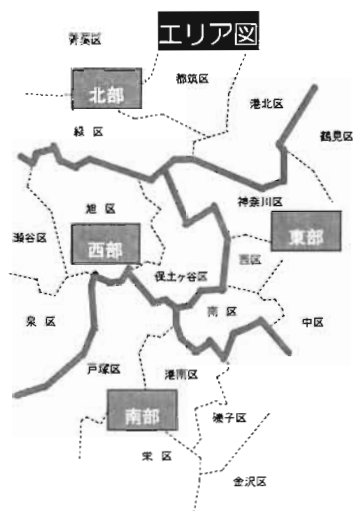 エリア図
青葉区
都筑区
北部
港北区
鶴見区
緑 区
神奈川区
旭 区
東部
瀬谷区
西部
西区
保土ヶ谷区
南 区
泉 区
中区
戸塚区
港南区
南部
磯子区
栄 区
金沢区